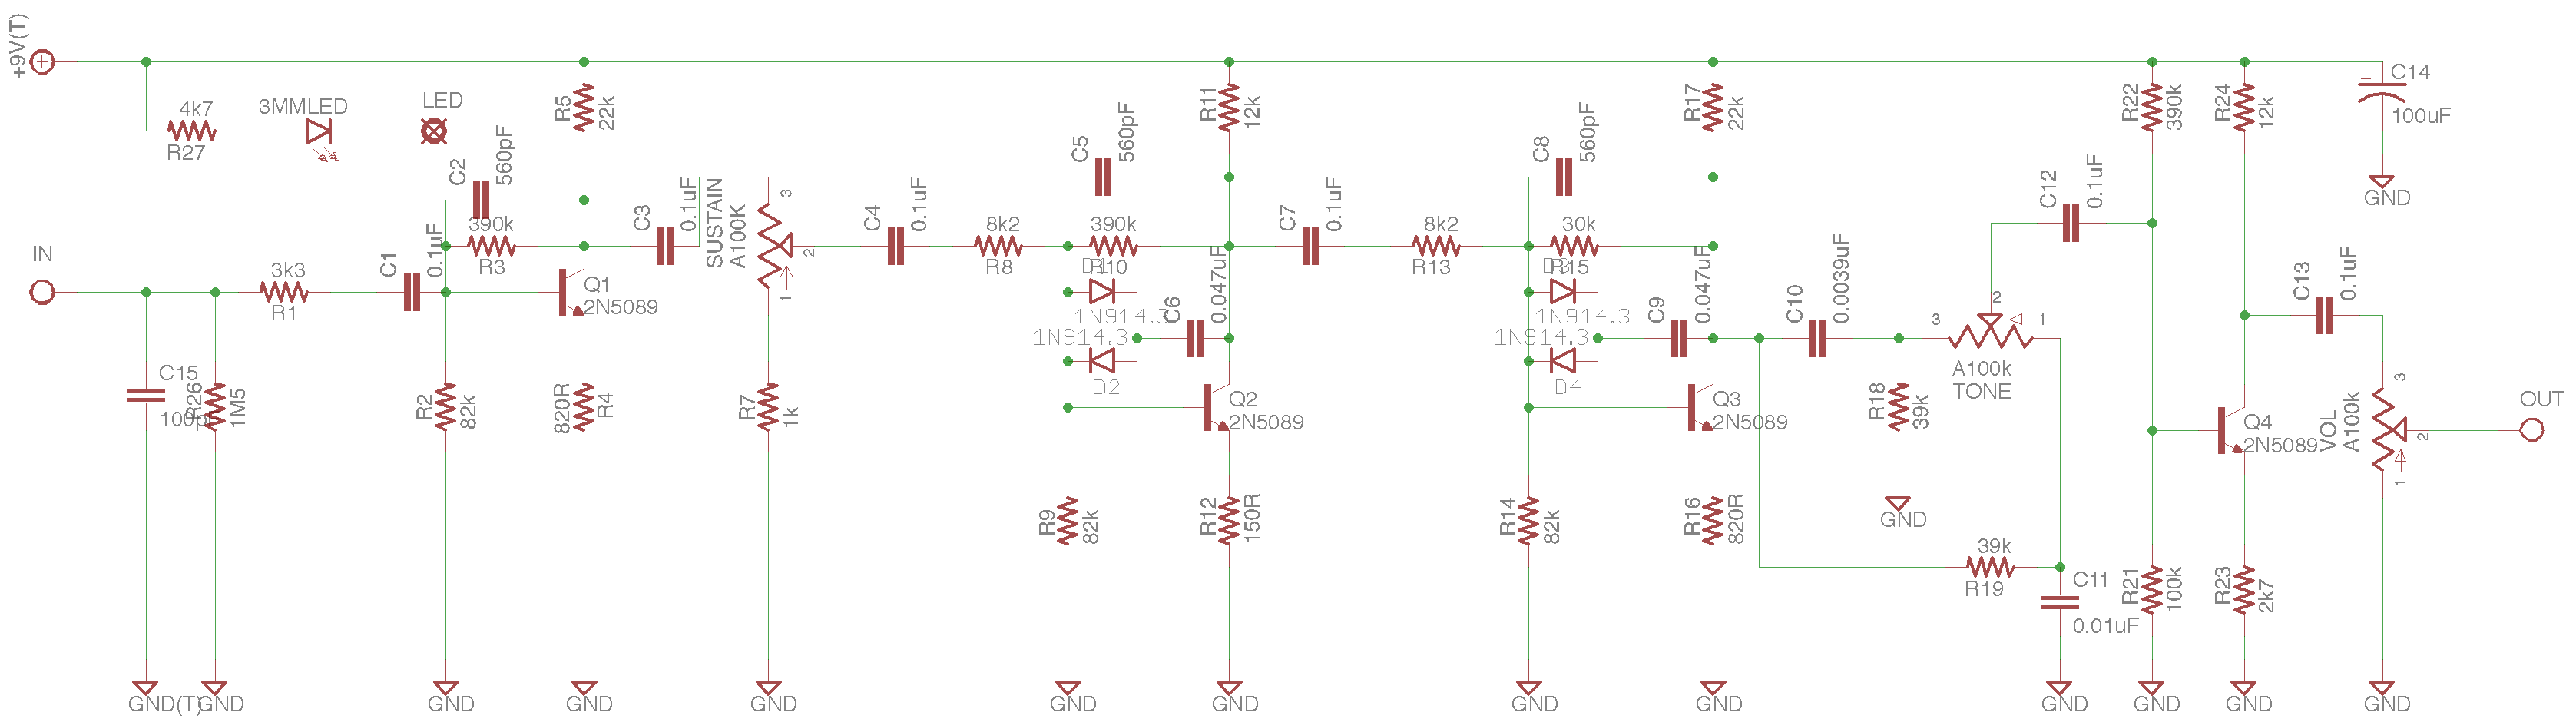 +9V(T)
4k7
R27
3MMLED
LED
IN
C15
100p
R26
1M5
3k3
R1
C1
0.1uF
C2
560pF
390k
R3
R2
82k
R5
22k
Q1
2N5089
820R
R4
C3
0.1uF
SUSTAIN
A100K
3
2
1
R7
1k
C4
0.1uF
8k2
R8
C5
560pF
390k
R10
D1
1N914.3
1N914.3
D2
C6
0.047uF
R9
82k
R11
12k
Q2
2N5089
R12
150R
C7
0.1uF
8k2
R13
C8
560pF
30k
R15
D3
1N914.3
1N914.3
D4
C9
0.047uF
R14
82k
R17
22k
Q3
2N5089
R16
820R
C10
0.0039uF
R18
39k
GND
3
2
1
A100k
TONE
39k
R19
C11
0.01uF
C12
0.1uF
R22
390k
R21
100k
R24
12k
Q4
2N5089
R23
2k7
C13
0.1uF
C14
100uF
GND
VOL
A100k
3
2
1
OUT
GND(T)
GND
GND
GND
GND
GND
GND
GND
GND
GND
GND
GND
GND